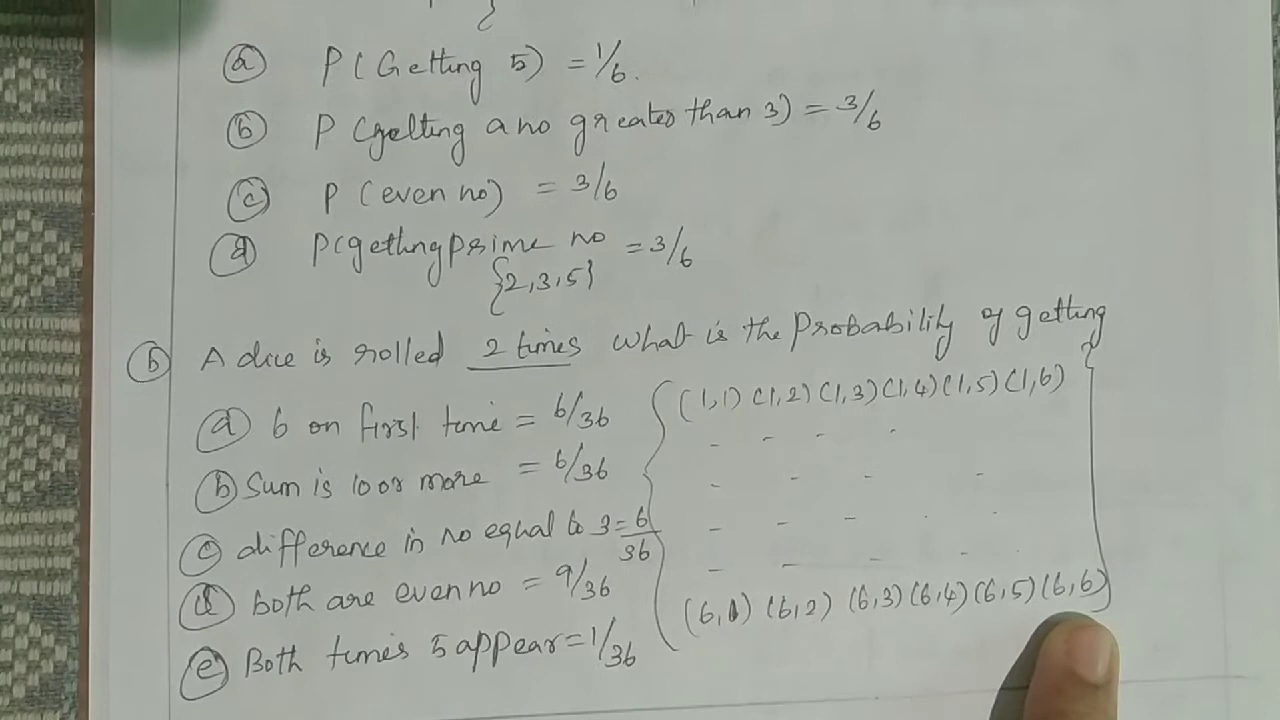 (a) P(Getting 5) = 1/6.
(b) P(getting a no greater than 3) = 3/6
(c) P(even no) = 3/6
(d) P(getting prime no = 3/6
{2,3,5}
(6) A dice is rolled 2 times what is the Probability of getting
(a) 6 on first time = 6/36
(b) Sum is 10 or more = 6/36
(c) difference in no equal to 3 = 6/36
(d) both are even no = 9/36
(e) Both times 5 appear = 1/36
{(1,1) (1,2) (1,3) (1,4) (1,5) (1,6)
- - - -
- - - -
- - - - -
- - - - -
(6,1) (6,2) (6,3) (6,4) (6,5) (6,6)}